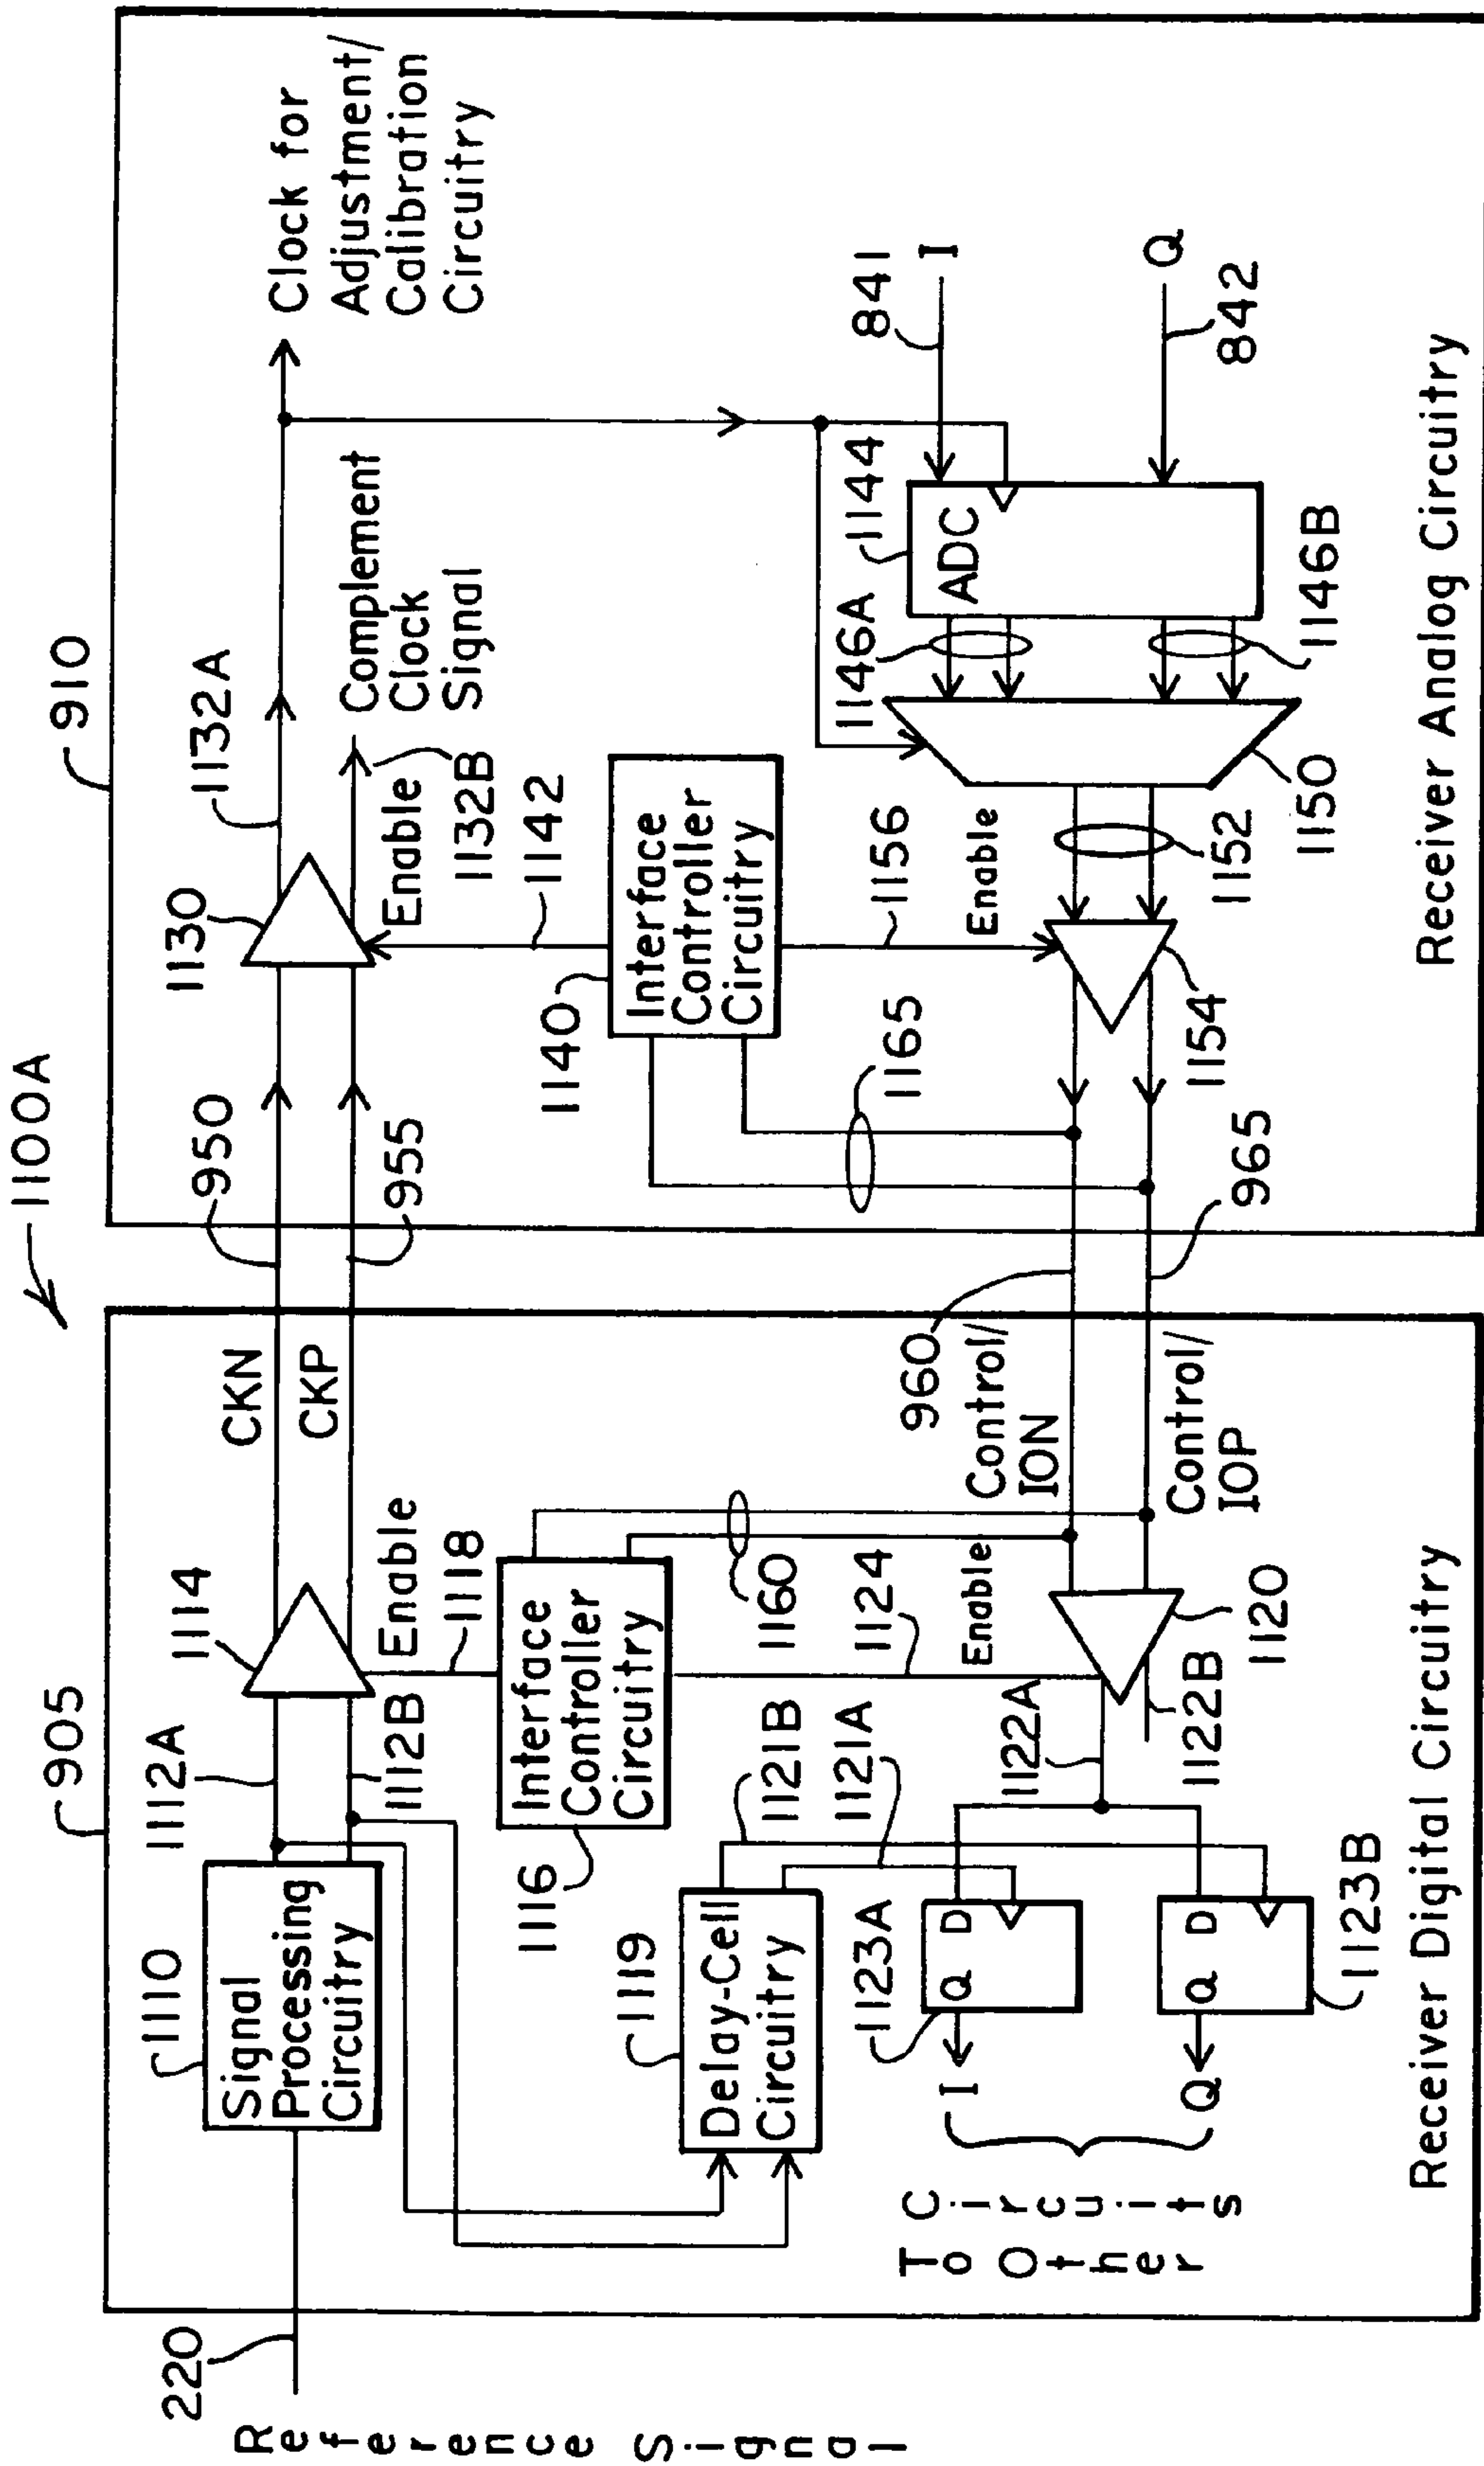 1100A
905
910
220
Reference Signal
1110
Signal
Processing
Circuitry
1112A
1112B
1114
CKN
CKP
Enable
1118
950
955
1130
1132A
Clock for
Adjustment/
Calibration
Circuitry
Complement
Clock
Signal
1132B
Enable
1142
1116
Interface
Controller
Circuitry
1160
1124
Enable
1140
Interface
Controller
Circuitry
1165
1156
Enable
1119
Delay-Cell
Circuitry
1121B
1121A
1122A
1122B
1120
960
Control/
ION
Control/
IOP
965
1154
1152
1150
1146A
1146B
1144
ADC
841
I
Q
842
1123A
Q D
I
1123B
Q D
Q
To Other
Circuits
Receiver Digital Circuitry
Receiver Analog Circuitry